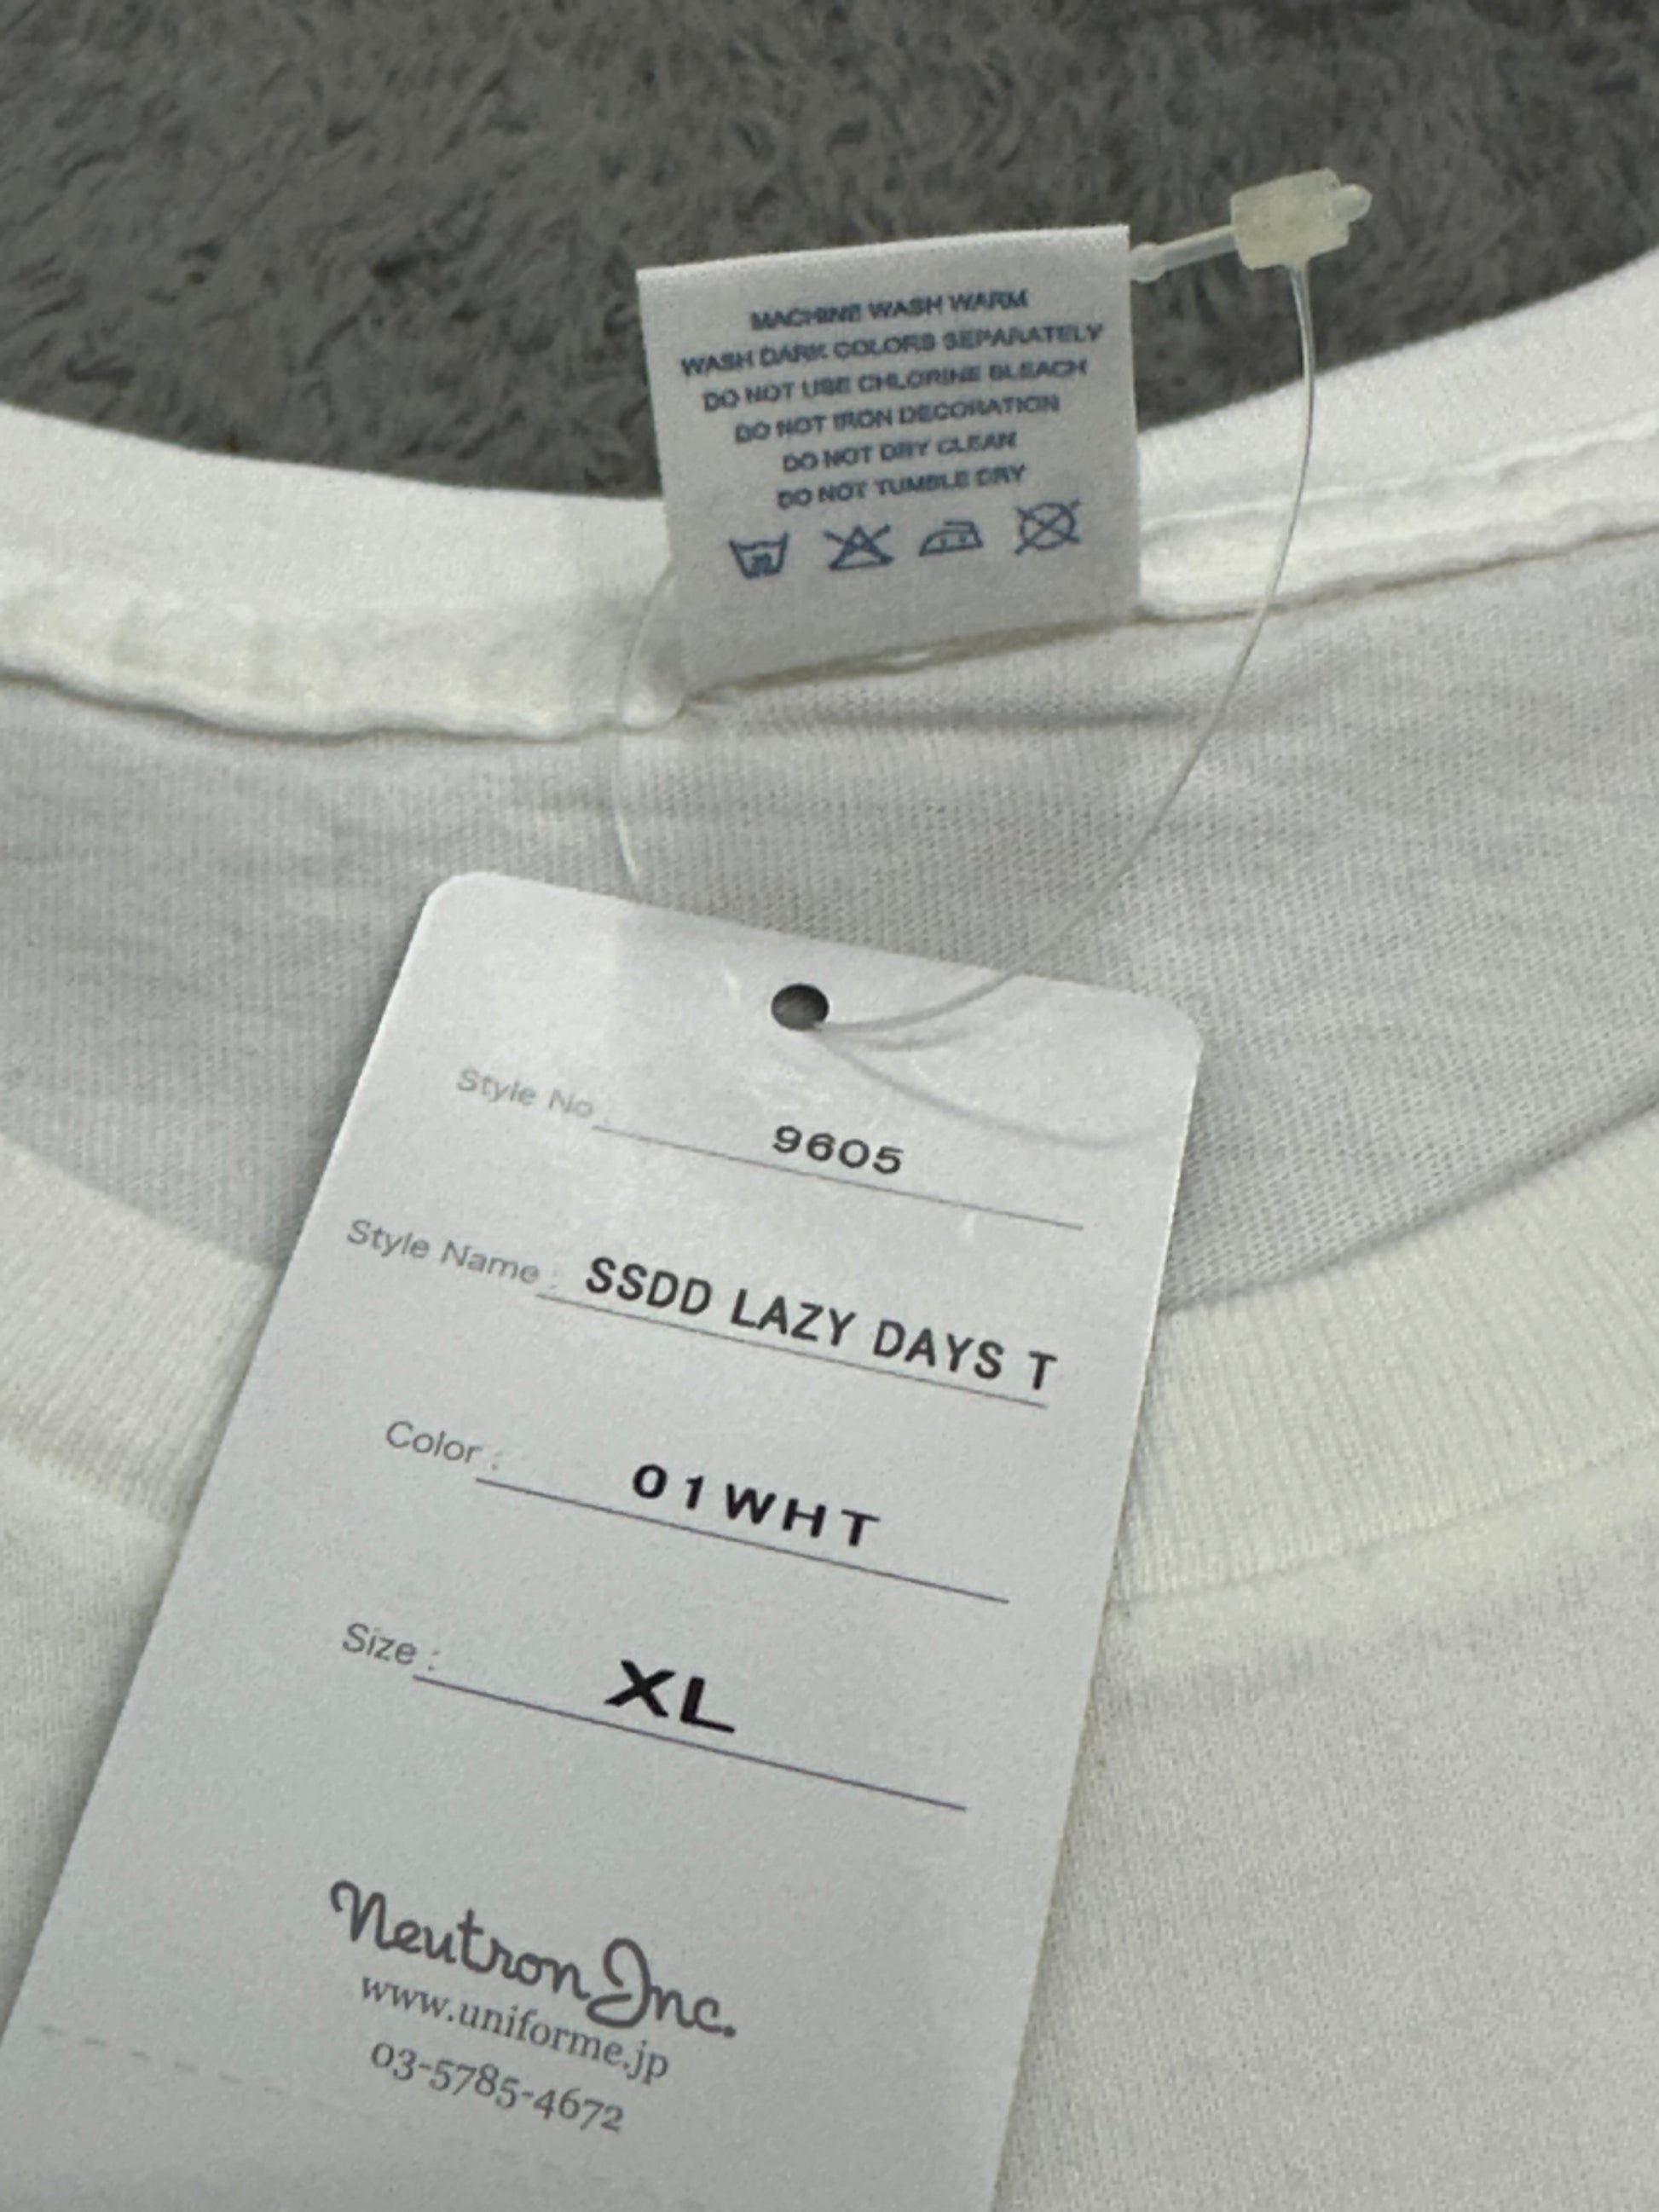 MACHINE WASH WARM
WASH DARK COLORS SEPARATELY
DO NOT USE CHLORINE BLEACH
DO NOT IRON DECORATION
DO NOT DRY CLEAN
DO NOT TUMBLE DRY
Style No. 9605
Style Name : SSDD LAZY DAYS T
Color : 01WHT
Size : XL
Neutron Inc.
www.uniforme.jp
03-5785-4672